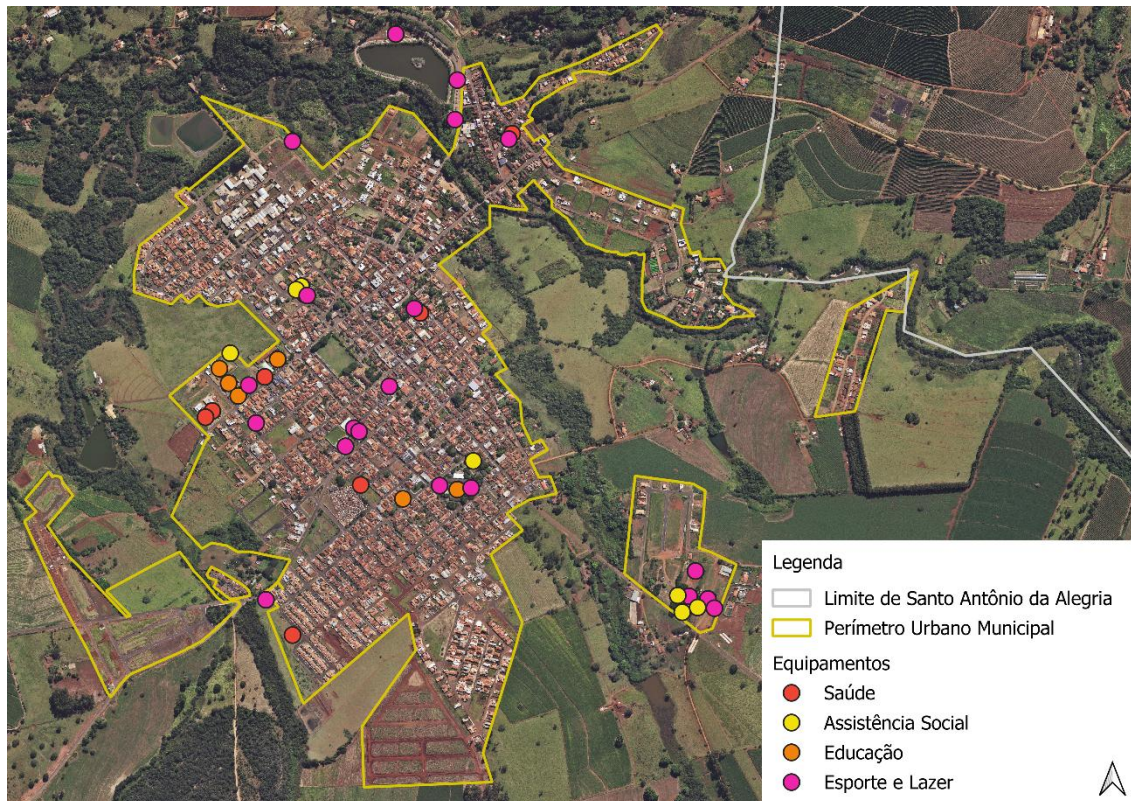 Legenda
Limite de Santo Antônio da Alegria
Perímetro Urbano Municipal
Equipamentos
Saúde
Assistência Social
Educação
Esporte e Lazer